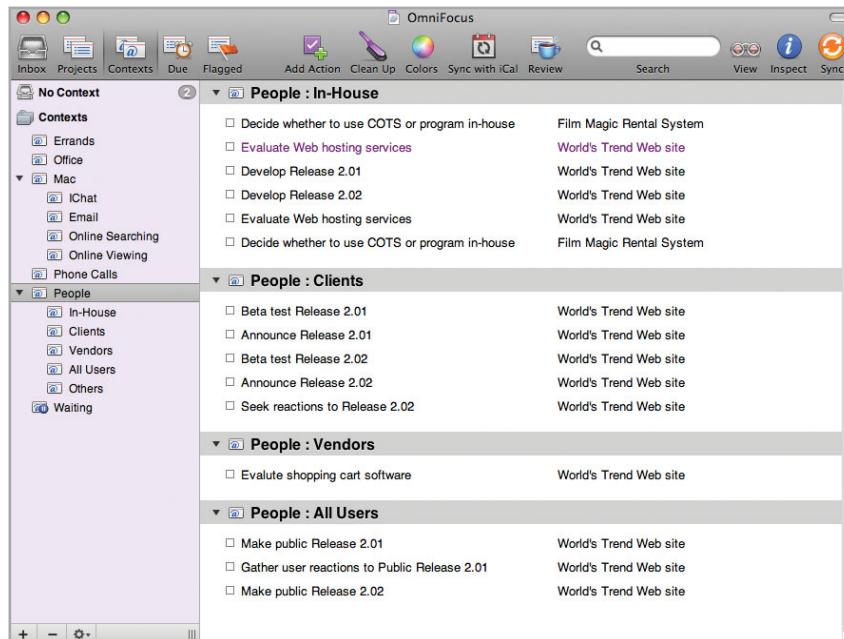 OmniFocus
Inbox Projects Contexts Due Flagged Add Action Clean Up Colors Sync with iCal Review Search View Inspect Sync
No Context 2
Contexts
Errands
Office
Mac
IChat
Email
Online Searching
Online Viewing
Phone Calls
People
In-House
Clients
Vendors
All Users
Others
Waiting
People : In-House
Decide whether to use COTS or program in-house Film Magic Rental System
Evaluate Web hosting services World's Trend Web site
Develop Release 2.01 World's Trend Web site
Develop Release 2.02 World's Trend Web site
Evaluate Web hosting services World's Trend Web site
Decide whether to use COTS or program in-house Film Magic Rental System
People : Clients
Beta test Release 2.01 World's Trend Web site
Announce Release 2.01 World's Trend Web site
Beta test Release 2.02 World's Trend Web site
Announce Release 2.02 World's Trend Web site
Seek reactions to Release 2.02 World's Trend Web site
People : Vendors
Evalute shopping cart software World's Trend Web site
People : All Users
Make public Release 2.01 World's Trend Web site
Gather user reactions to Public Release 2.01 World's Trend Web site
Make public Release 2.02 World's Trend Web site